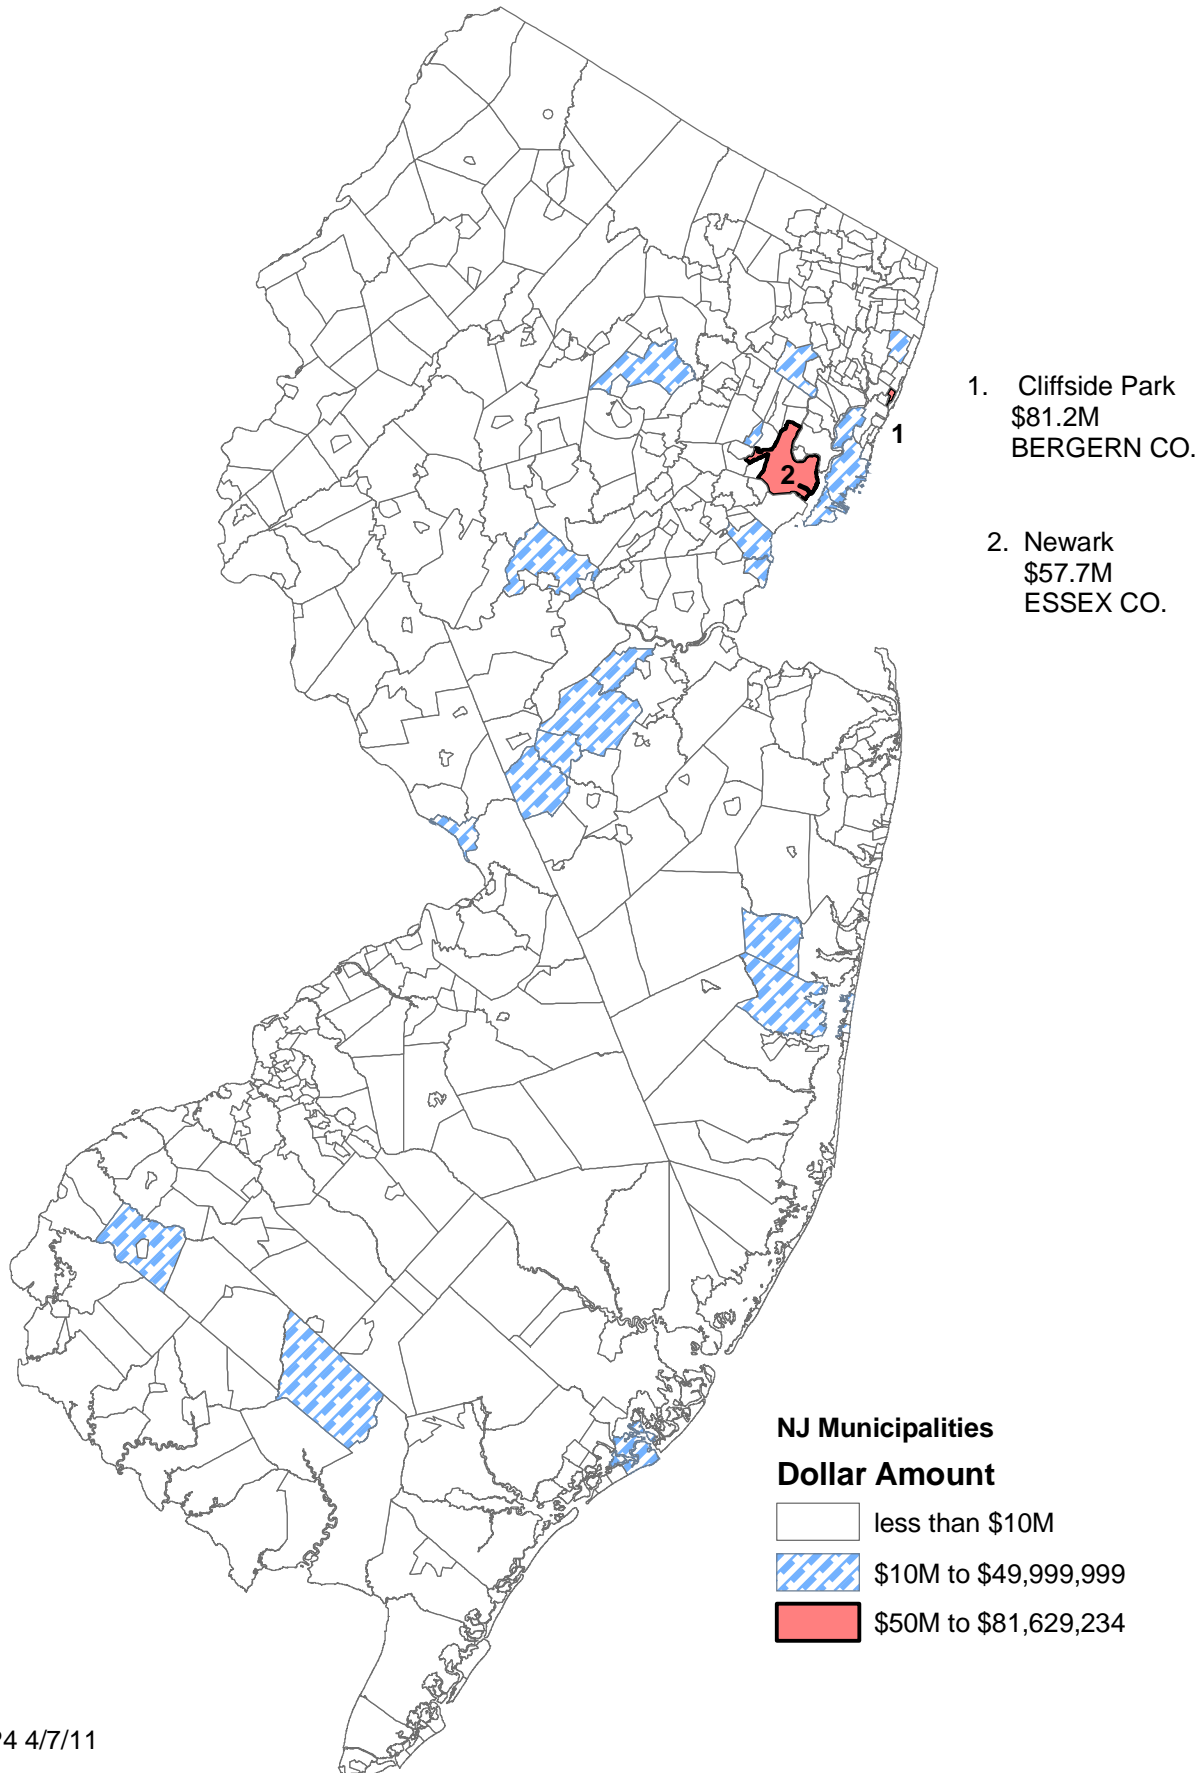 1. Cliffside Park
$81.2M
BERGERN CO.
1
2. Newark
$57.7M
ESSEX CO.
2
NJ Municipalities
Dollar Amount
less than $10M
$10M to $49,999,999
$50M to $81,629,234
4 4/7/11